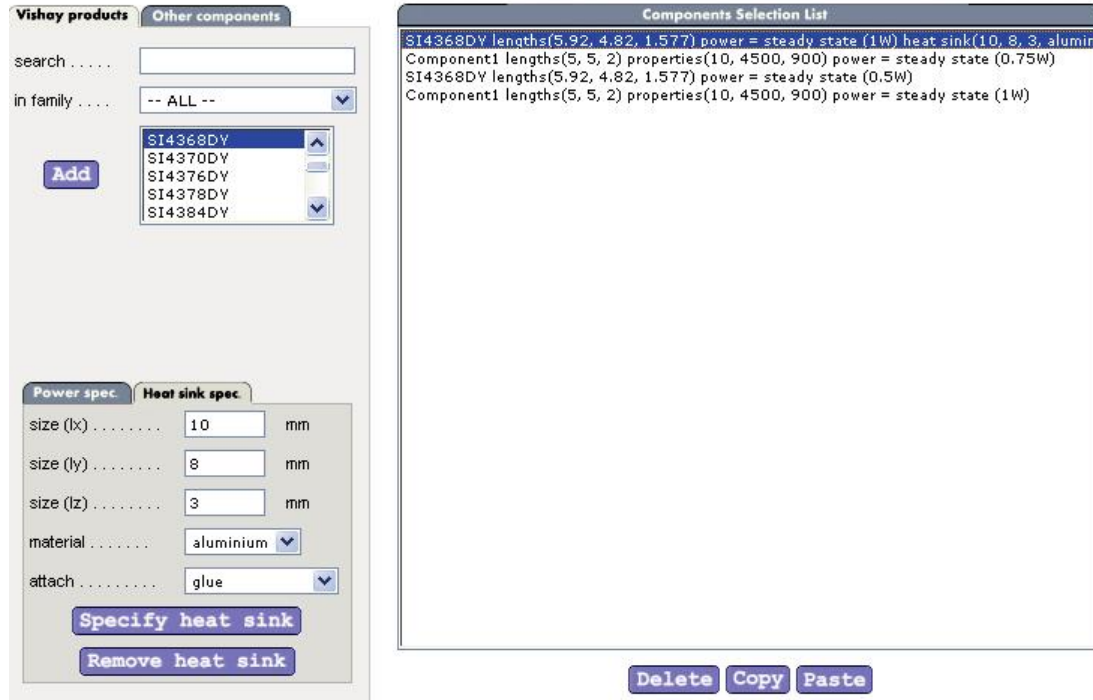 Vishay products Other components
search . . . . .
in family . . . . -- ALL --
Add
SI4368DY
SI4370DY
SI4376DY
SI4378DY
SI4384DY
Power spec. Heat sink spec.
size (lx) . . . . . . . . 10 mm
size (ly) . . . . . . . . 8 mm
size (lz) . . . . . . . . 3 mm
material . . . . . . . aluminium
attach . . . . . . . . . glue
Specify heat sink
Remove heat sink
Components Selection List
SI4368DY lengths(5.92, 4.82, 1.577) power = steady state (1W) heat sink(10, 8, 3, alumin
Component1 lengths(5, 5, 2) properties(10, 4500, 900) power = steady state (0.75W)
SI4368DY lengths(5.92, 4.82, 1.577) power = steady state (0.5W)
Component1 lengths(5, 5, 2) properties(10, 4500, 900) power = steady state (1W)
Delete Copy Paste